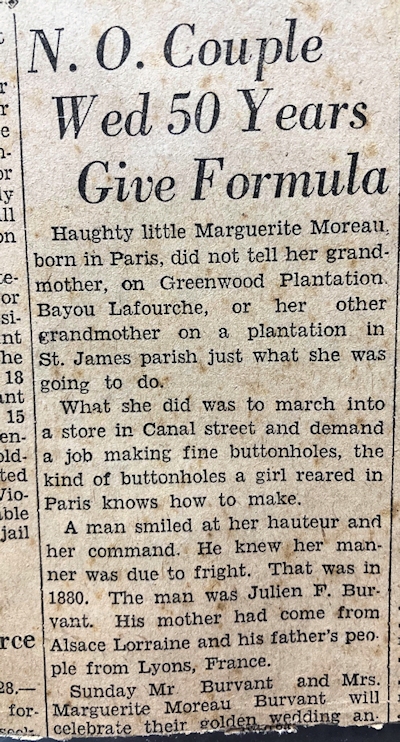 N. O. Couple
Wed 50 Years
Give Formula
Haughty little Marguerite Moreau,
born in Paris, did not tell her grand-
mother, on Greenwood Plantation,
Bayou Lafourche, or her other
grandmother on a plantation in
St. James parish just what she was
going to do.
What she did was to march into
a store in Canal street and demand
a job making fine buttonholes, the
kind of buttonholes a girl reared in
Paris knows how to make.
A man smiled at her hauteur and
her command. He knew her man-
ner was due to fright. That was in
1880. The man was Julien F. Bur-
vant. His mother had come from
Alsace Lorraine and his father's peo-
ple from Lyons, France.
Sunday Mr. Burvant and Mrs.
Marguerite Moreau Burvant will
celebrate their golden wedding an-